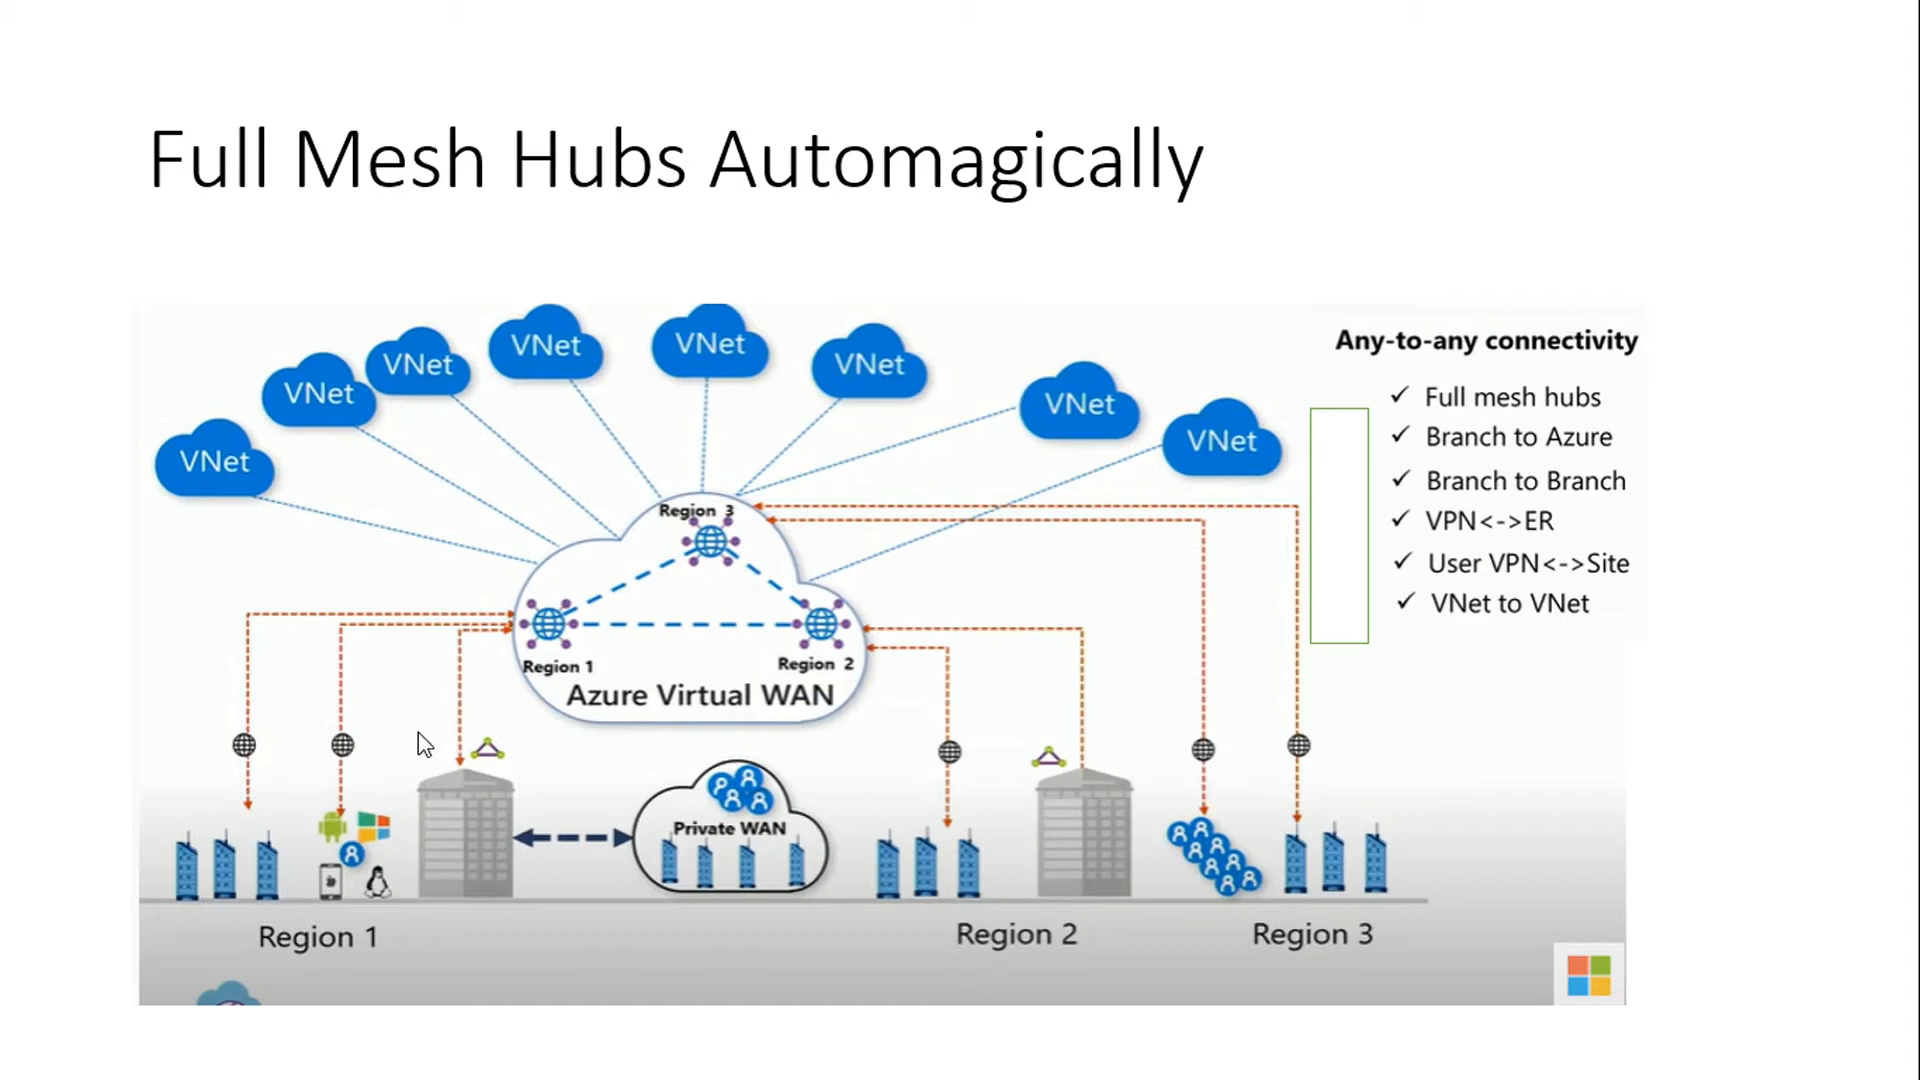 Full Mesh Hubs Automagically
VNet
VNet
VNet
VNet
VNet
VNet
VNet
VNet
Any-to-any connectivity
✓ Full mesh hubs
✓ Branch to Azure
✓ Branch to Branch
✓ VPN<->ER
✓ User VPN<->Site
✓ VNet to VNet
Region 3
Region 1
Region 2
Azure Virtual WAN
Private WAN
Region 1
Region 2
Region 3